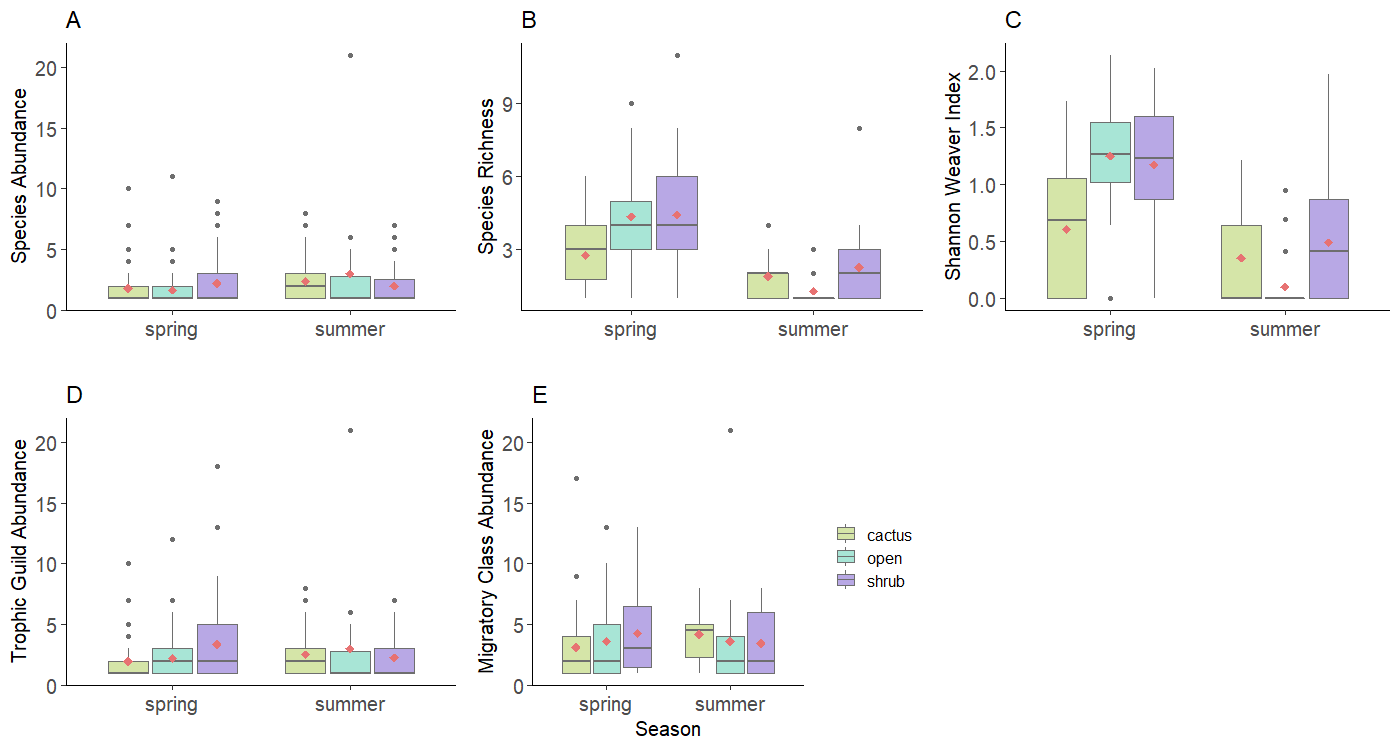 A
Species Abundance
20
15
10
5
0
spring
summer
B
Species Richness
9
6
3
spring
summer
C
Shannon Weaver Index
2.0
1.5
1.0
0.5
0.0
spring
summer
D
Trophic Guild Abundance
20
15
10
5
0
spring
summer
E
Migratory Class Abundance
20
15
10
5
0
spring
summer
Season
cactus
open
shrub